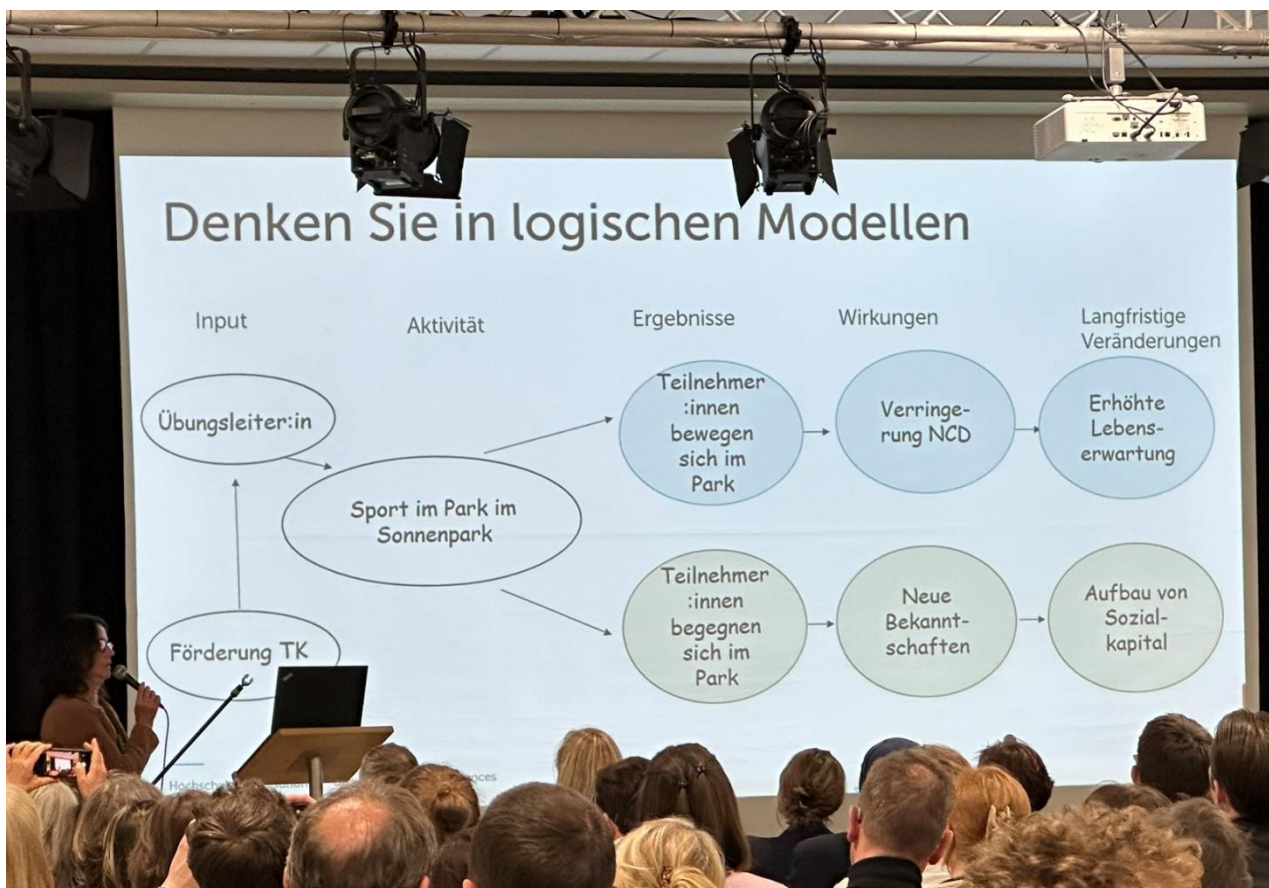 Denken Sie in logischen Modellen
Input
Aktivität
Ergebnisse
Wirkungen
Langfristige
Veränderungen
Übungsleiter:in
Förderung TK
Sport im Park im
Sonnenpark
Teilnehmer
:innen
bewegen
sich im
Park
Verringe-
rung NCD
Erhöhte
Lebens-
erwartung
Teilnehmer
:innen
begegnen
sich im
Park
Neue
Bekannt-
schaften
Aufbau von
Sozial-
kapital